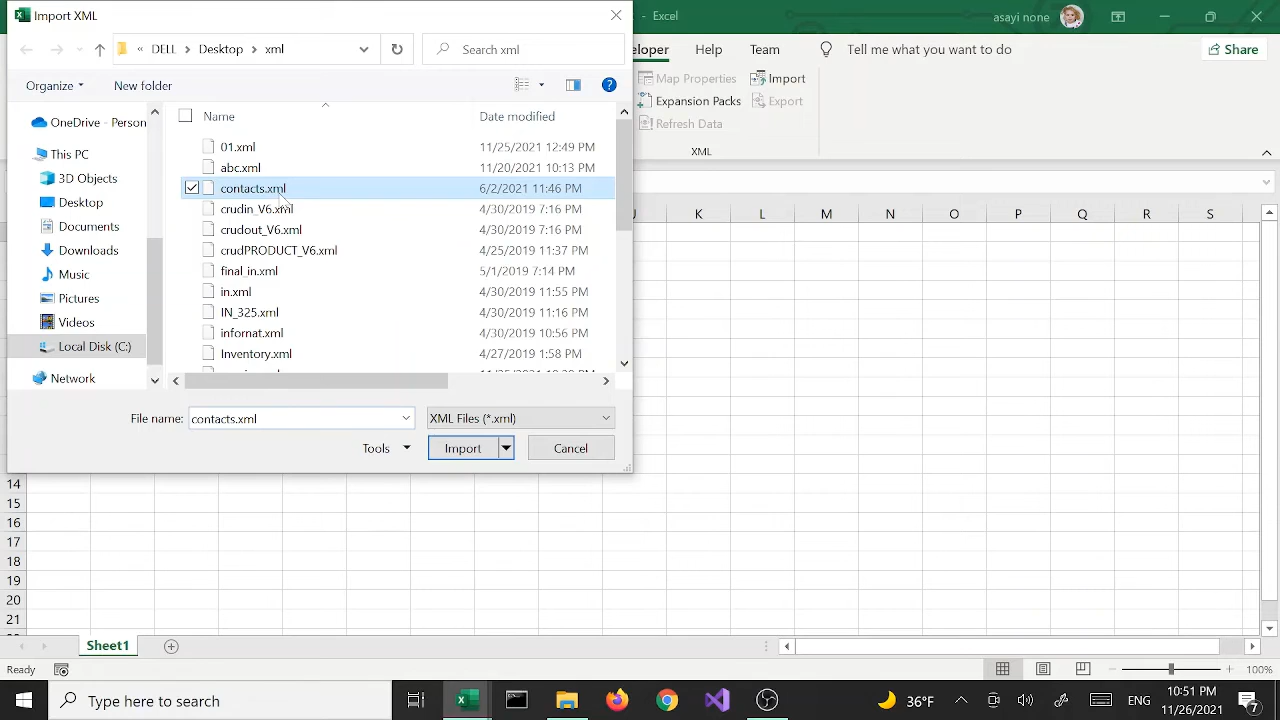 Import XML
- Excel
asayi none
« DELL > Desktop > xml
Search xml
eloper
Help
Team
Tell me what you want to do
Share
Organize
New folder
Map Properties
Import
Expansion Packs
Export
Refresh Data
XML
OneDrive - Person
This PC
3D Objects
Desktop
Documents
Downloads
Music
Pictures
Videos
Local Disk (C:)
Network
Name
Date modified
01.xml
11/25/2021 12:49 PM
abc.xml
11/20/2021 10:13 PM
contacts.xml
6/2/2021 11:46 PM
crudin_V6.xml
4/30/2019 7:16 PM
crudout_V6.xml
4/30/2019 7:16 PM
crudPRODUCT_V6.xml
4/25/2019 11:37 PM
final_in.xml
5/1/2019 7:14 PM
in.xml
4/30/2019 11:55 PM
IN_325.xml
4/30/2019 11:16 PM
infornat.xml
4/30/2019 10:56 PM
Inventory.xml
4/27/2019 1:58 PM
File name:
contacts.xml
XML Files (*.xml)
Tools
Import
Cancel
K
L
M
N
O
P
Q
R
S
14
15
16
17
18
19
20
21
Sheet1
Ready
100%
Type here to search
36°F
ENG
0:51 PM
11/26/2021
7